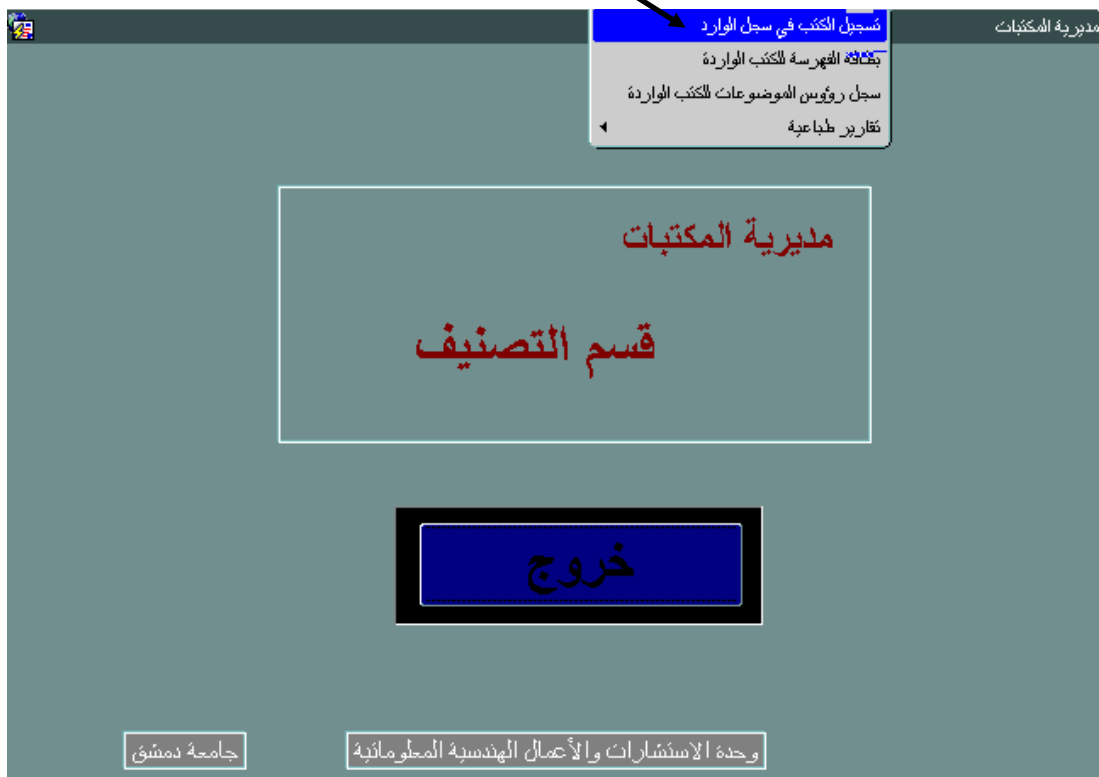 مديرية المكتبات
تسجيل الكتب في سجل الوارد
بطاقة الفهرسة للكتب الواردة
سجل رؤوس الموضوعات للكتب الواردة
تقارير طباعية
مديرية المكتبات
قسم التصنيف
خروج
وحدة الاستشارات والأعمال الهندسية المعلوماتية
جامعة دمشق